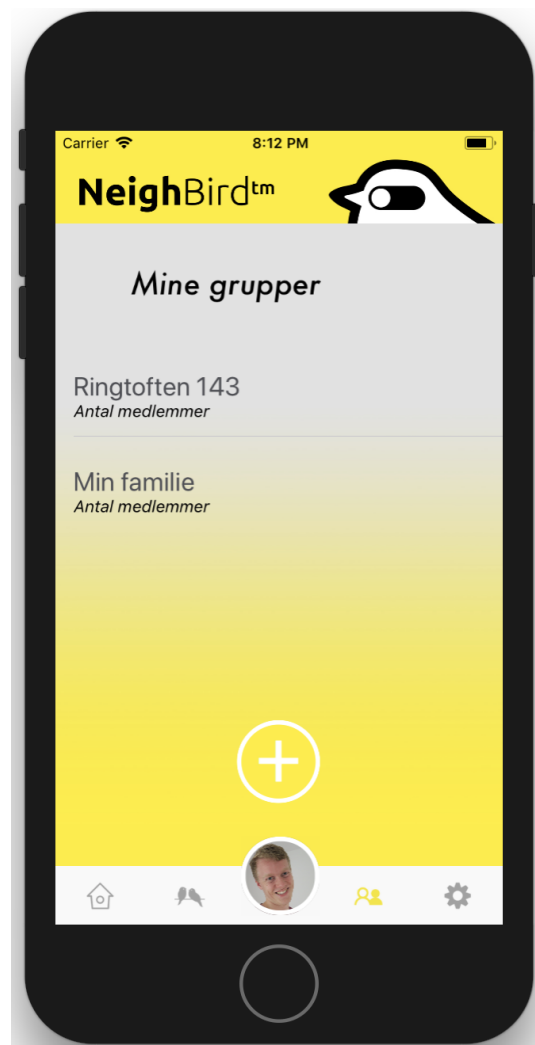 Carrier 8:12 PM
NeighBird™
Mine grupper
Ringtoften 143
Antal medlemmer
Min familie
Antal medlemmer